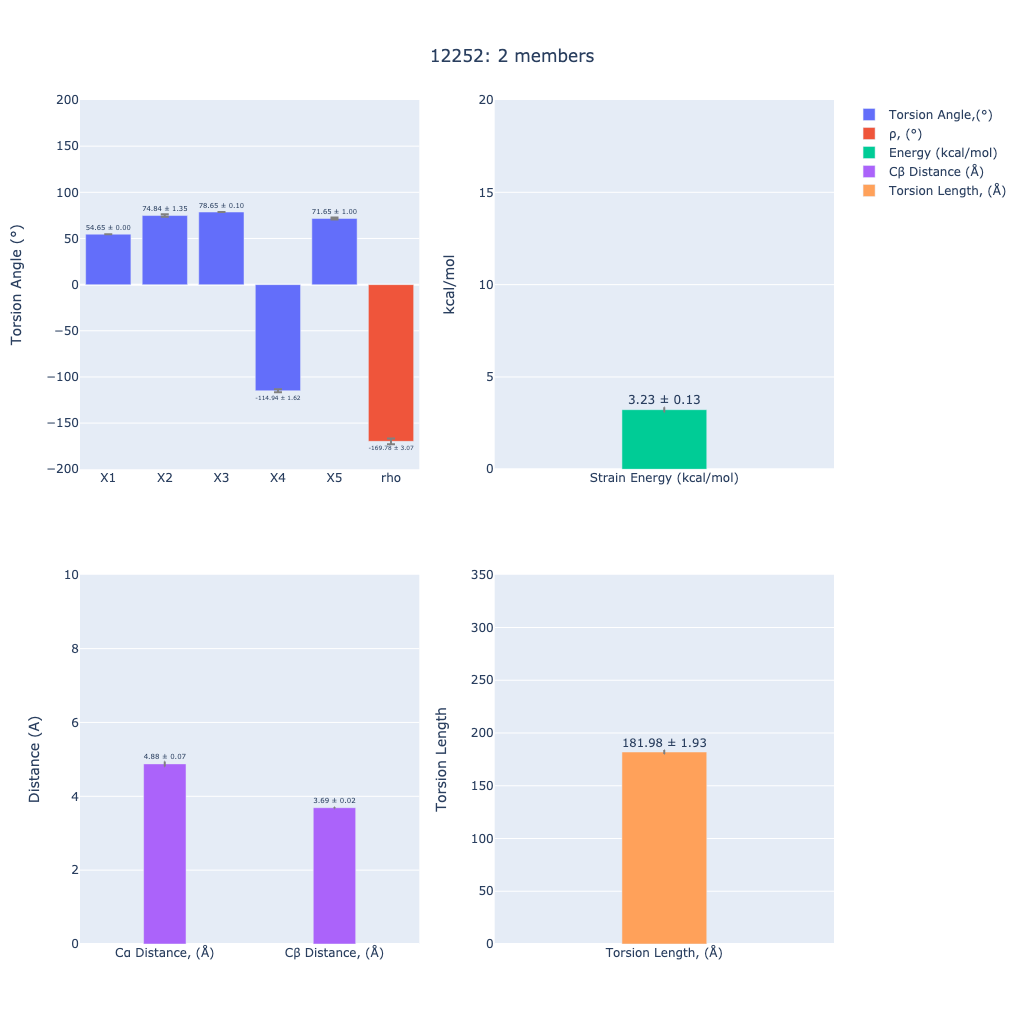 12252: 2 members
200
150
100
50
0
−50
−100
−150
−200
Torsion Angle (°)
54.65 ± 0.00
74.84 ± 1.35
78.65 ± 0.10
-114.94 ± 1.62
71.65 ± 1.00
-169.78 ± 3.07
X1
X2
X3
X4
X5
rho
20
15
10
5
0
kcal/mol
3.23 ± 0.13
Strain Energy (kcal/mol)
Torsion Angle,(°)
ρ, (°)
Energy (kcal/mol)
Cβ Distance (Å)
Torsion Length, (Å)
10
8
6
4
2
0
Distance (A)
4.88 ± 0.07
3.69 ± 0.02
Cα Distance, (Å)
Cβ Distance, (Å)
350
300
250
200
150
100
50
0
Torsion Length
181.98 ± 1.93
Torsion Length, (Å)